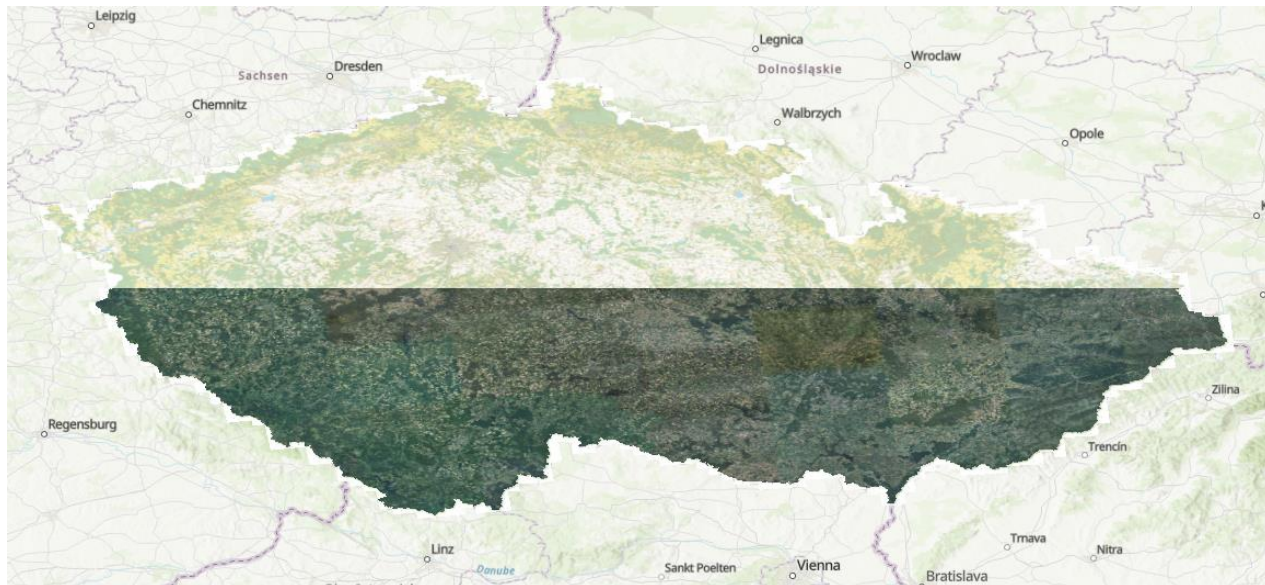 Leipzig
Legnica
Wroclaw
Dresden
Sachsen
Dolnośląskie
Chemnitz
Walbrzych
Opole
K
Zilina
Regensburg
Trencín
Trnava
Linz
Nitra
Danube
Sankt Poelten
Vienna
Bratislava